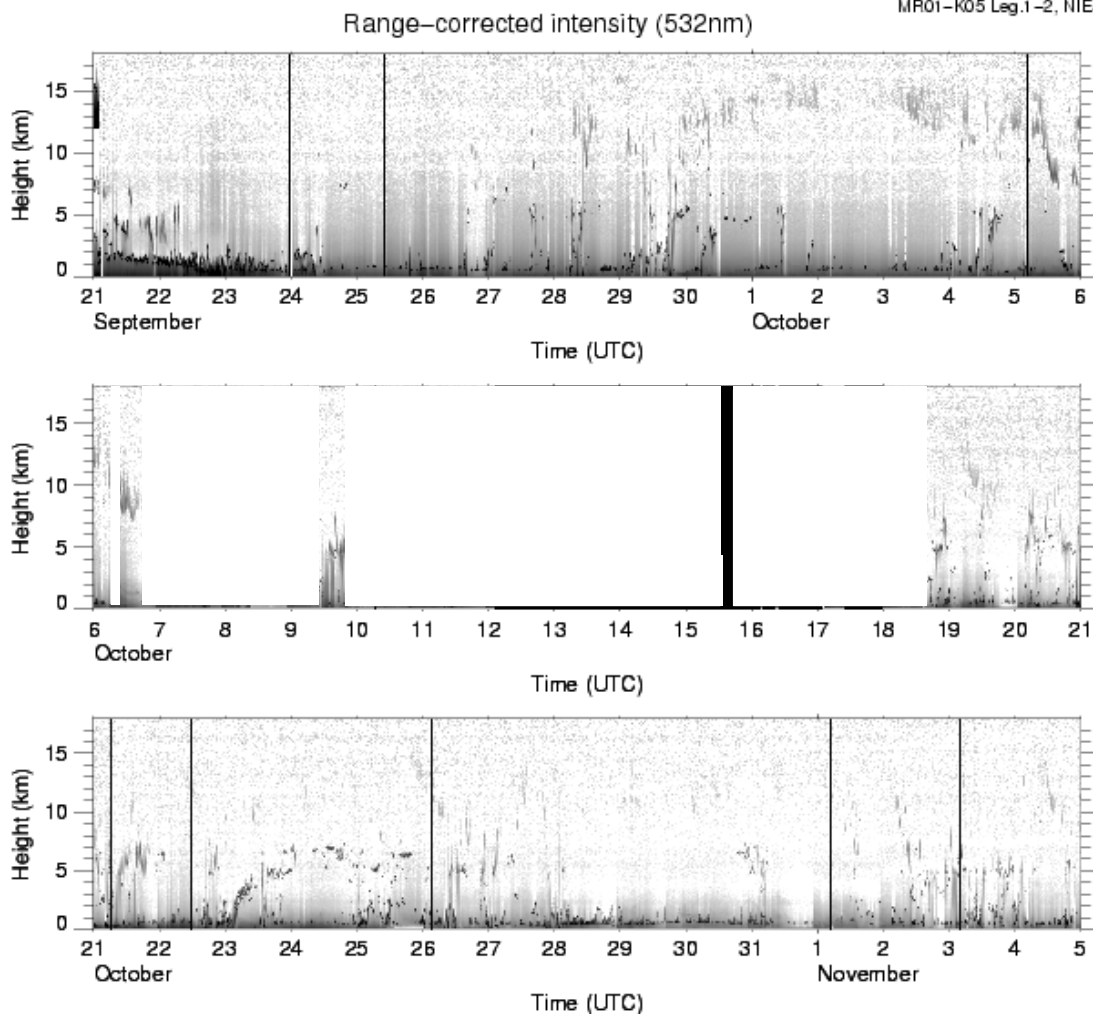 MR01-K05 Leg.1-2, NIE
Range-corrected intensity (532nm)
Height (km)
15
10
5
0
21 22 23 24 25 26 27 28 29 30 1 2 3 4 5 6
September October
Time (UTC)
Height (km)
15
10
5
0
6 7 8 9 10 11 12 13 14 15 16 17 18 19 20 21
October
Time (UTC)
Height (km)
15
10
5
0
21 22 23 24 25 26 27 28 29 30 31 1 2 3 4 5
October November
Time (UTC)